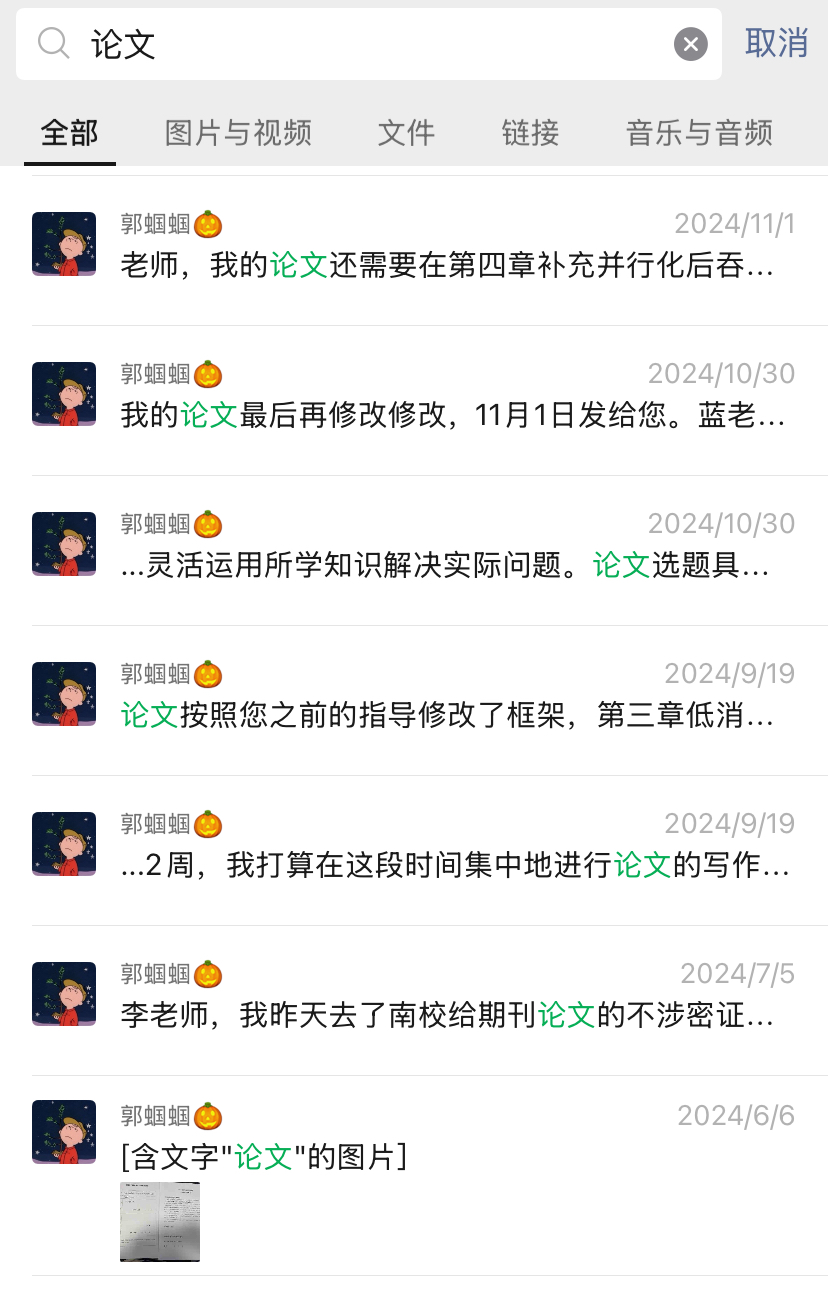 论文
取消
全部 图片与视频 文件 链接 音乐与音频
郭蝈蝈🎃 2024/11/1
老师，我的论文还需要在第四章补充并行化后吞...
郭蝈蝈🎃 2024/10/30
我的论文最后再修改修改，11月1日发给您。蓝老...
郭蝈蝈🎃 2024/10/30
...灵活运用所学知识解决实际问题。论文选题具...
郭蝈蝈🎃 2024/9/19
论文按照您之前的指导修改了框架，第三章低消...
郭蝈蝈🎃 2024/9/19
...2周，我打算在这段时间集中地进行论文的写作...
郭蝈蝈🎃 2024/7/5
李老师，我昨天去了南校给期刊论文的不涉密证...
郭蝈蝈🎃 2024/6/6
[含文字"论文"的图片]